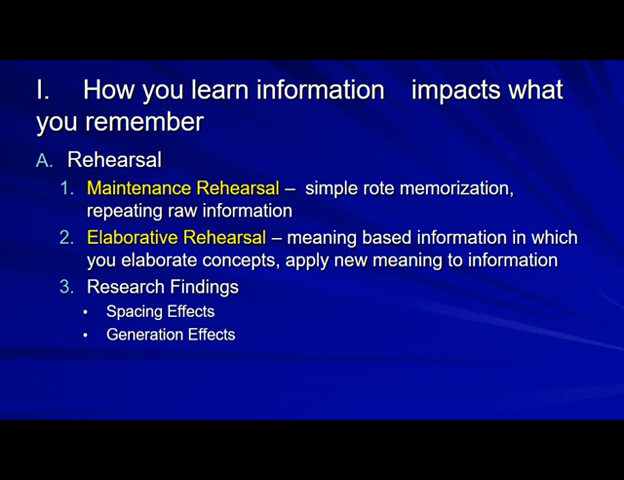 I. How you learn information impacts what
you remember
A. Rehearsal
1. Maintenance Rehearsal – simple rote memorization,
repeating raw information
2. Elaborative Rehearsal – meaning based information in which
you elaborate concepts, apply new meaning to information
3. Research Findings
• Spacing Effects
• Generation Effects